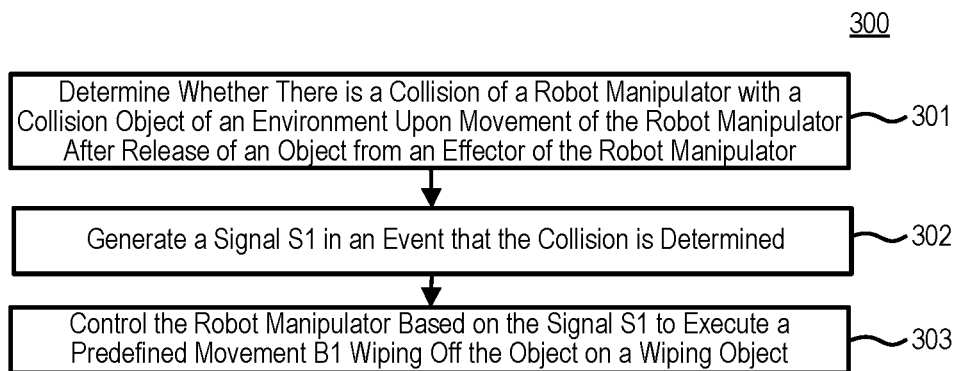 300
Determine Whether There is a Collision of a Robot Manipulator with a
Collision Object of an Environment Upon Movement of the Robot Manipulator
After Release of an Object from an Effector of the Robot Manipulator
301
Generate a Signal S1 in an Event that the Collision is Determined
302
Control the Robot Manipulator Based on the Signal S1 to Execute a
Predefined Movement B1 Wiping Off the Object on a Wiping Object
303